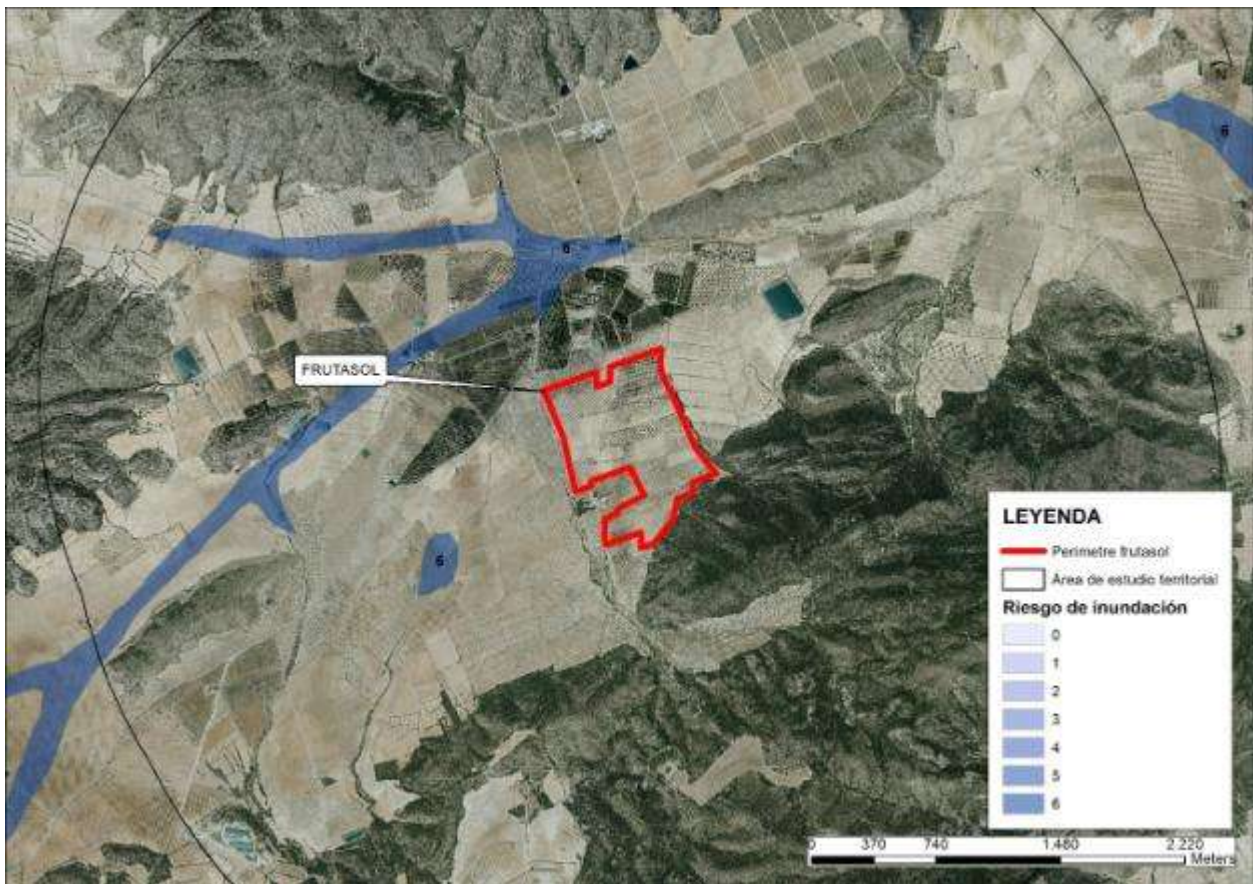 6
6
FRUTASOL
6
LEYENDA
Perimetre frutasol
Área de estudio territorial
Riesgo de inundación
0
1
2
3
4
5
6
0 370 740 1.480 2.220
Meters